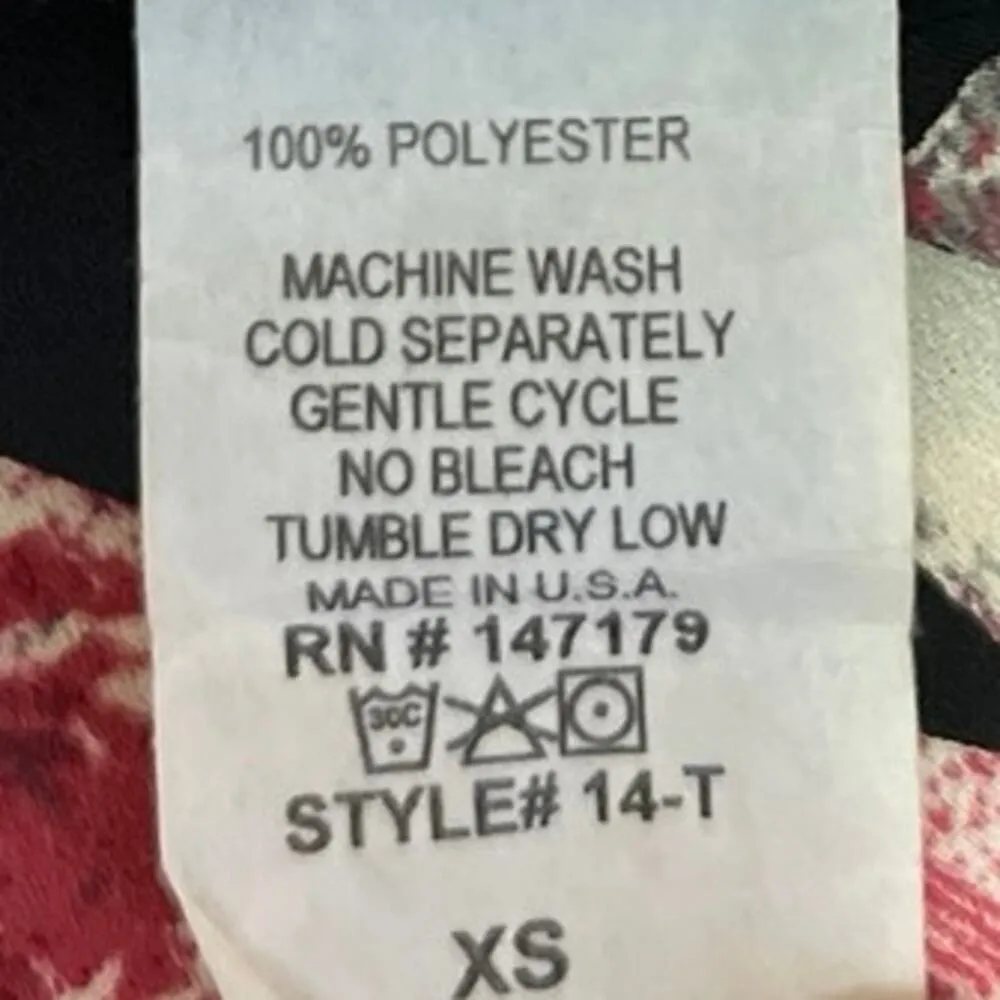 100% POLYESTER
MACHINE WASH
COLD SEPARATELY
GENTLE CYCLE
NO BLEACH
TUMBLE DRY LOW
MADE IN U.S.A.
RN # 147179
30C
STYLE# 14-T
XS